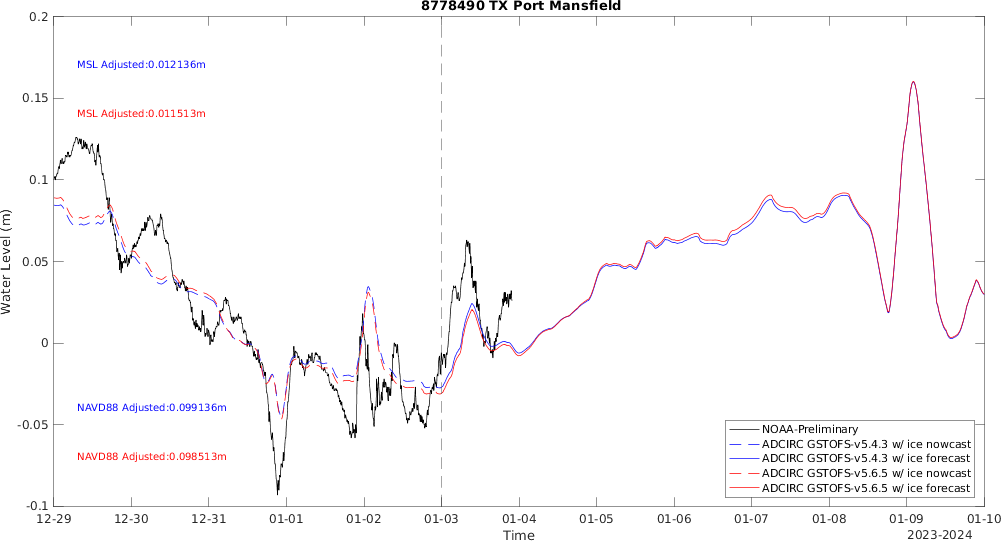 8778490 TX Port Mansfield
0.2
MSL Adjusted:0.012136m
0.15
MSL Adjusted:0.011513m
0.1
0.05
Water Level (m)
0
NAVD88 Adjusted:0.099136m
-0.05
NAVD88 Adjusted:0.098513m
-0.1
NOAA-Preliminary
ADCIRC GSTOFS-v5.4.3 w/ ice nowcast
ADCIRC GSTOFS-v5.4.3 w/ ice forecast
ADCIRC GSTOFS-v5.6.5 w/ ice nowcast
ADCIRC GSTOFS-v5.6.5 w/ ice forecast
12-29 12-30 12-31 01-01 01-02 01-03 01-04 01-05 01-06 01-07 01-08 01-09 01-10
Time
2023-2024